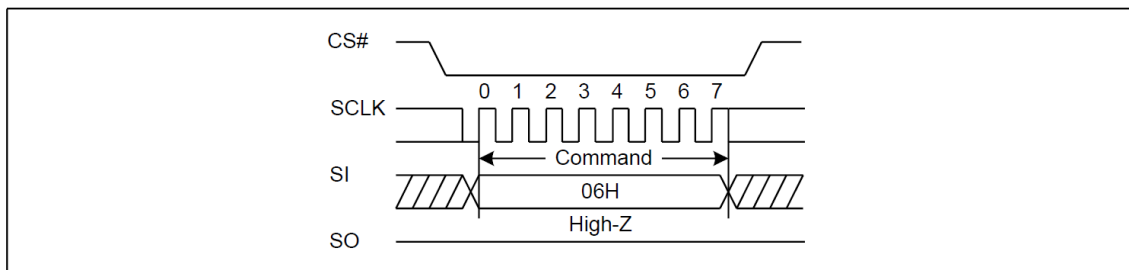 CS#
0 1 2 3 4 5 6 7
SCLK
Command
SI
06H
High-Z
SO